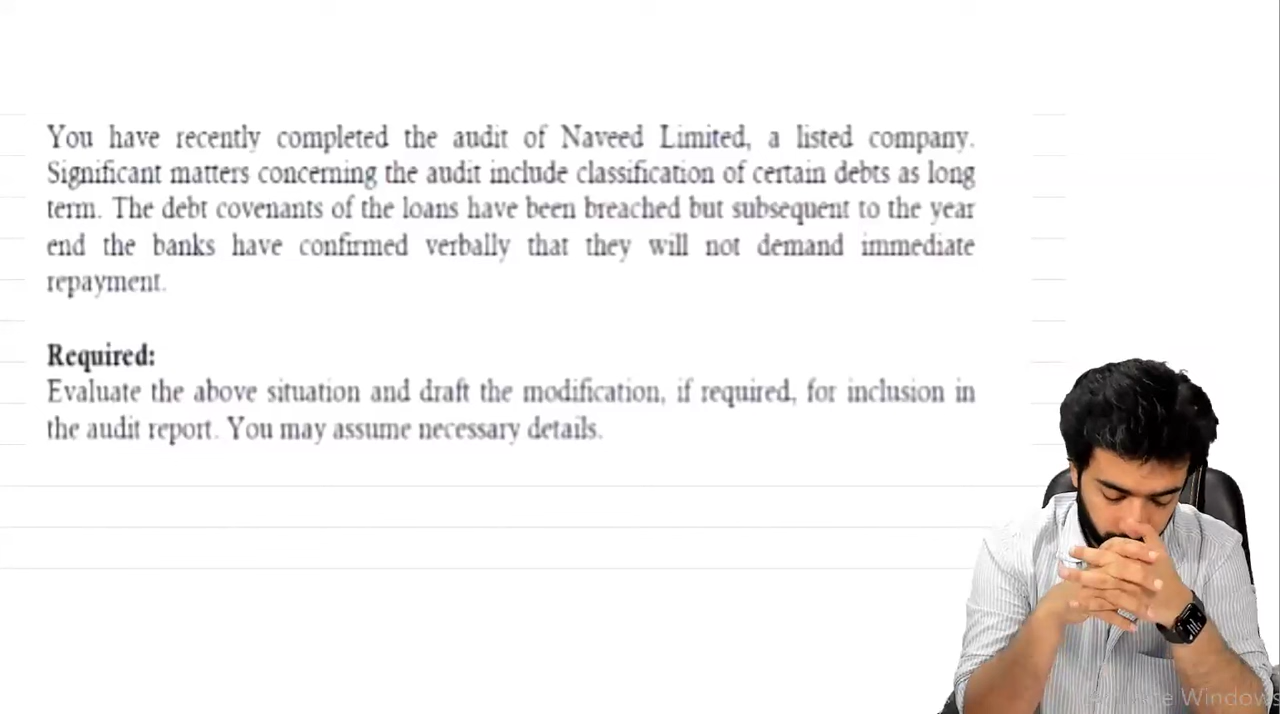 You have recently completed the audit of Naveed Limited, a listed company.
Significant matters concerning the audit include classification of certain debts as long
term. The debt covenants of the loans have been breached but subsequent to the year
end the banks have confirmed verbally that they will not demand immediate
repayment.
Required:
Evaluate the above situation and draft the modification, if required, for inclusion in
the audit report. You may assume necessary details.
Windows